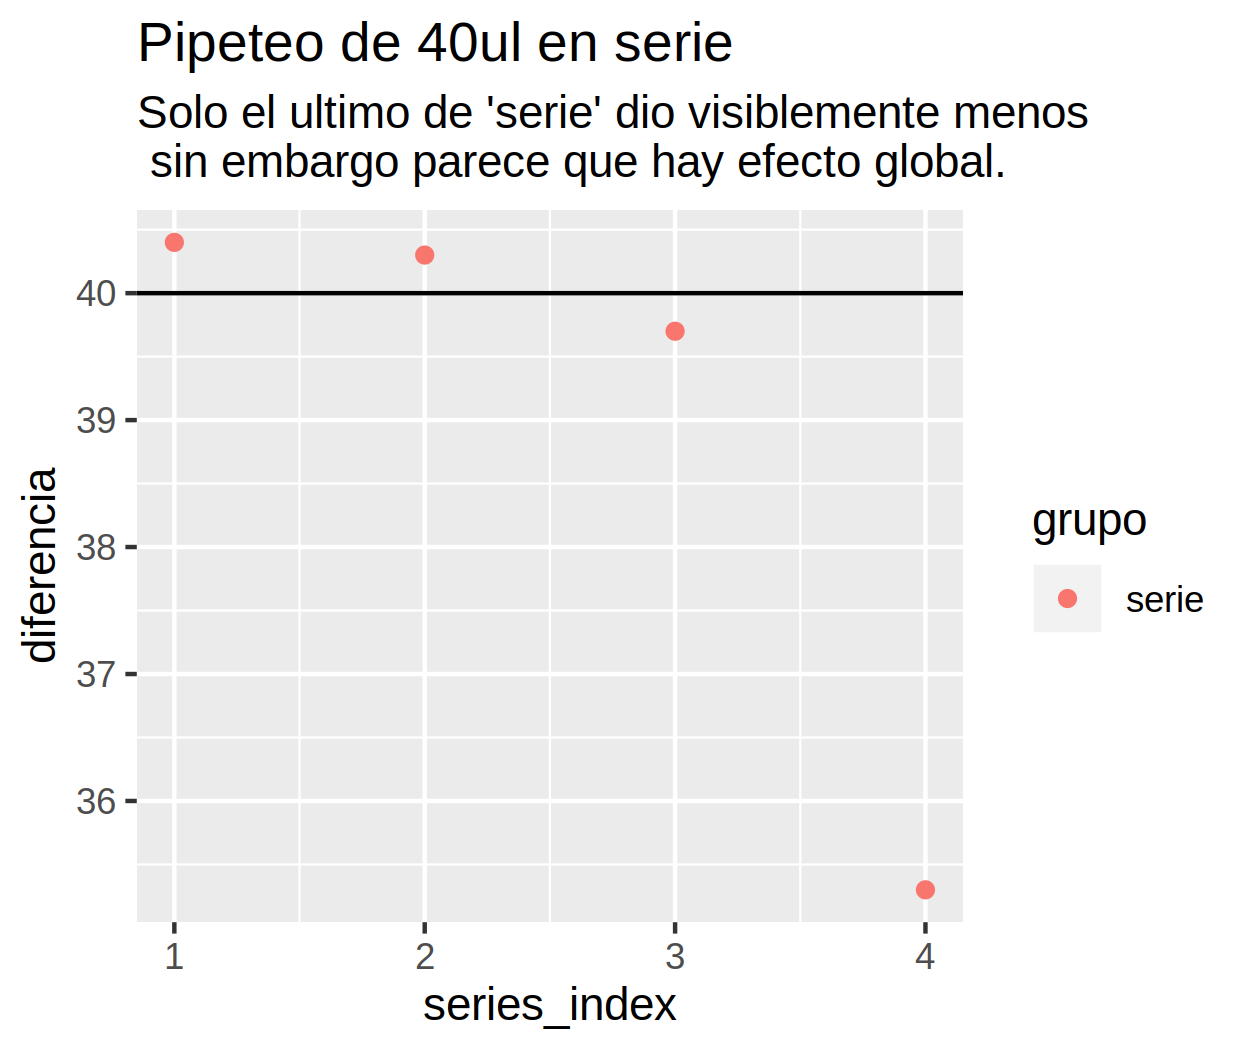 Pipeteo de 40ul en serie
Solo el ultimo de 'serie' dio visiblemente menos
sin embargo parece que hay efecto global.
40
39
38
37
36
diferencia
1 2 3 4
series_index
grupo
serie